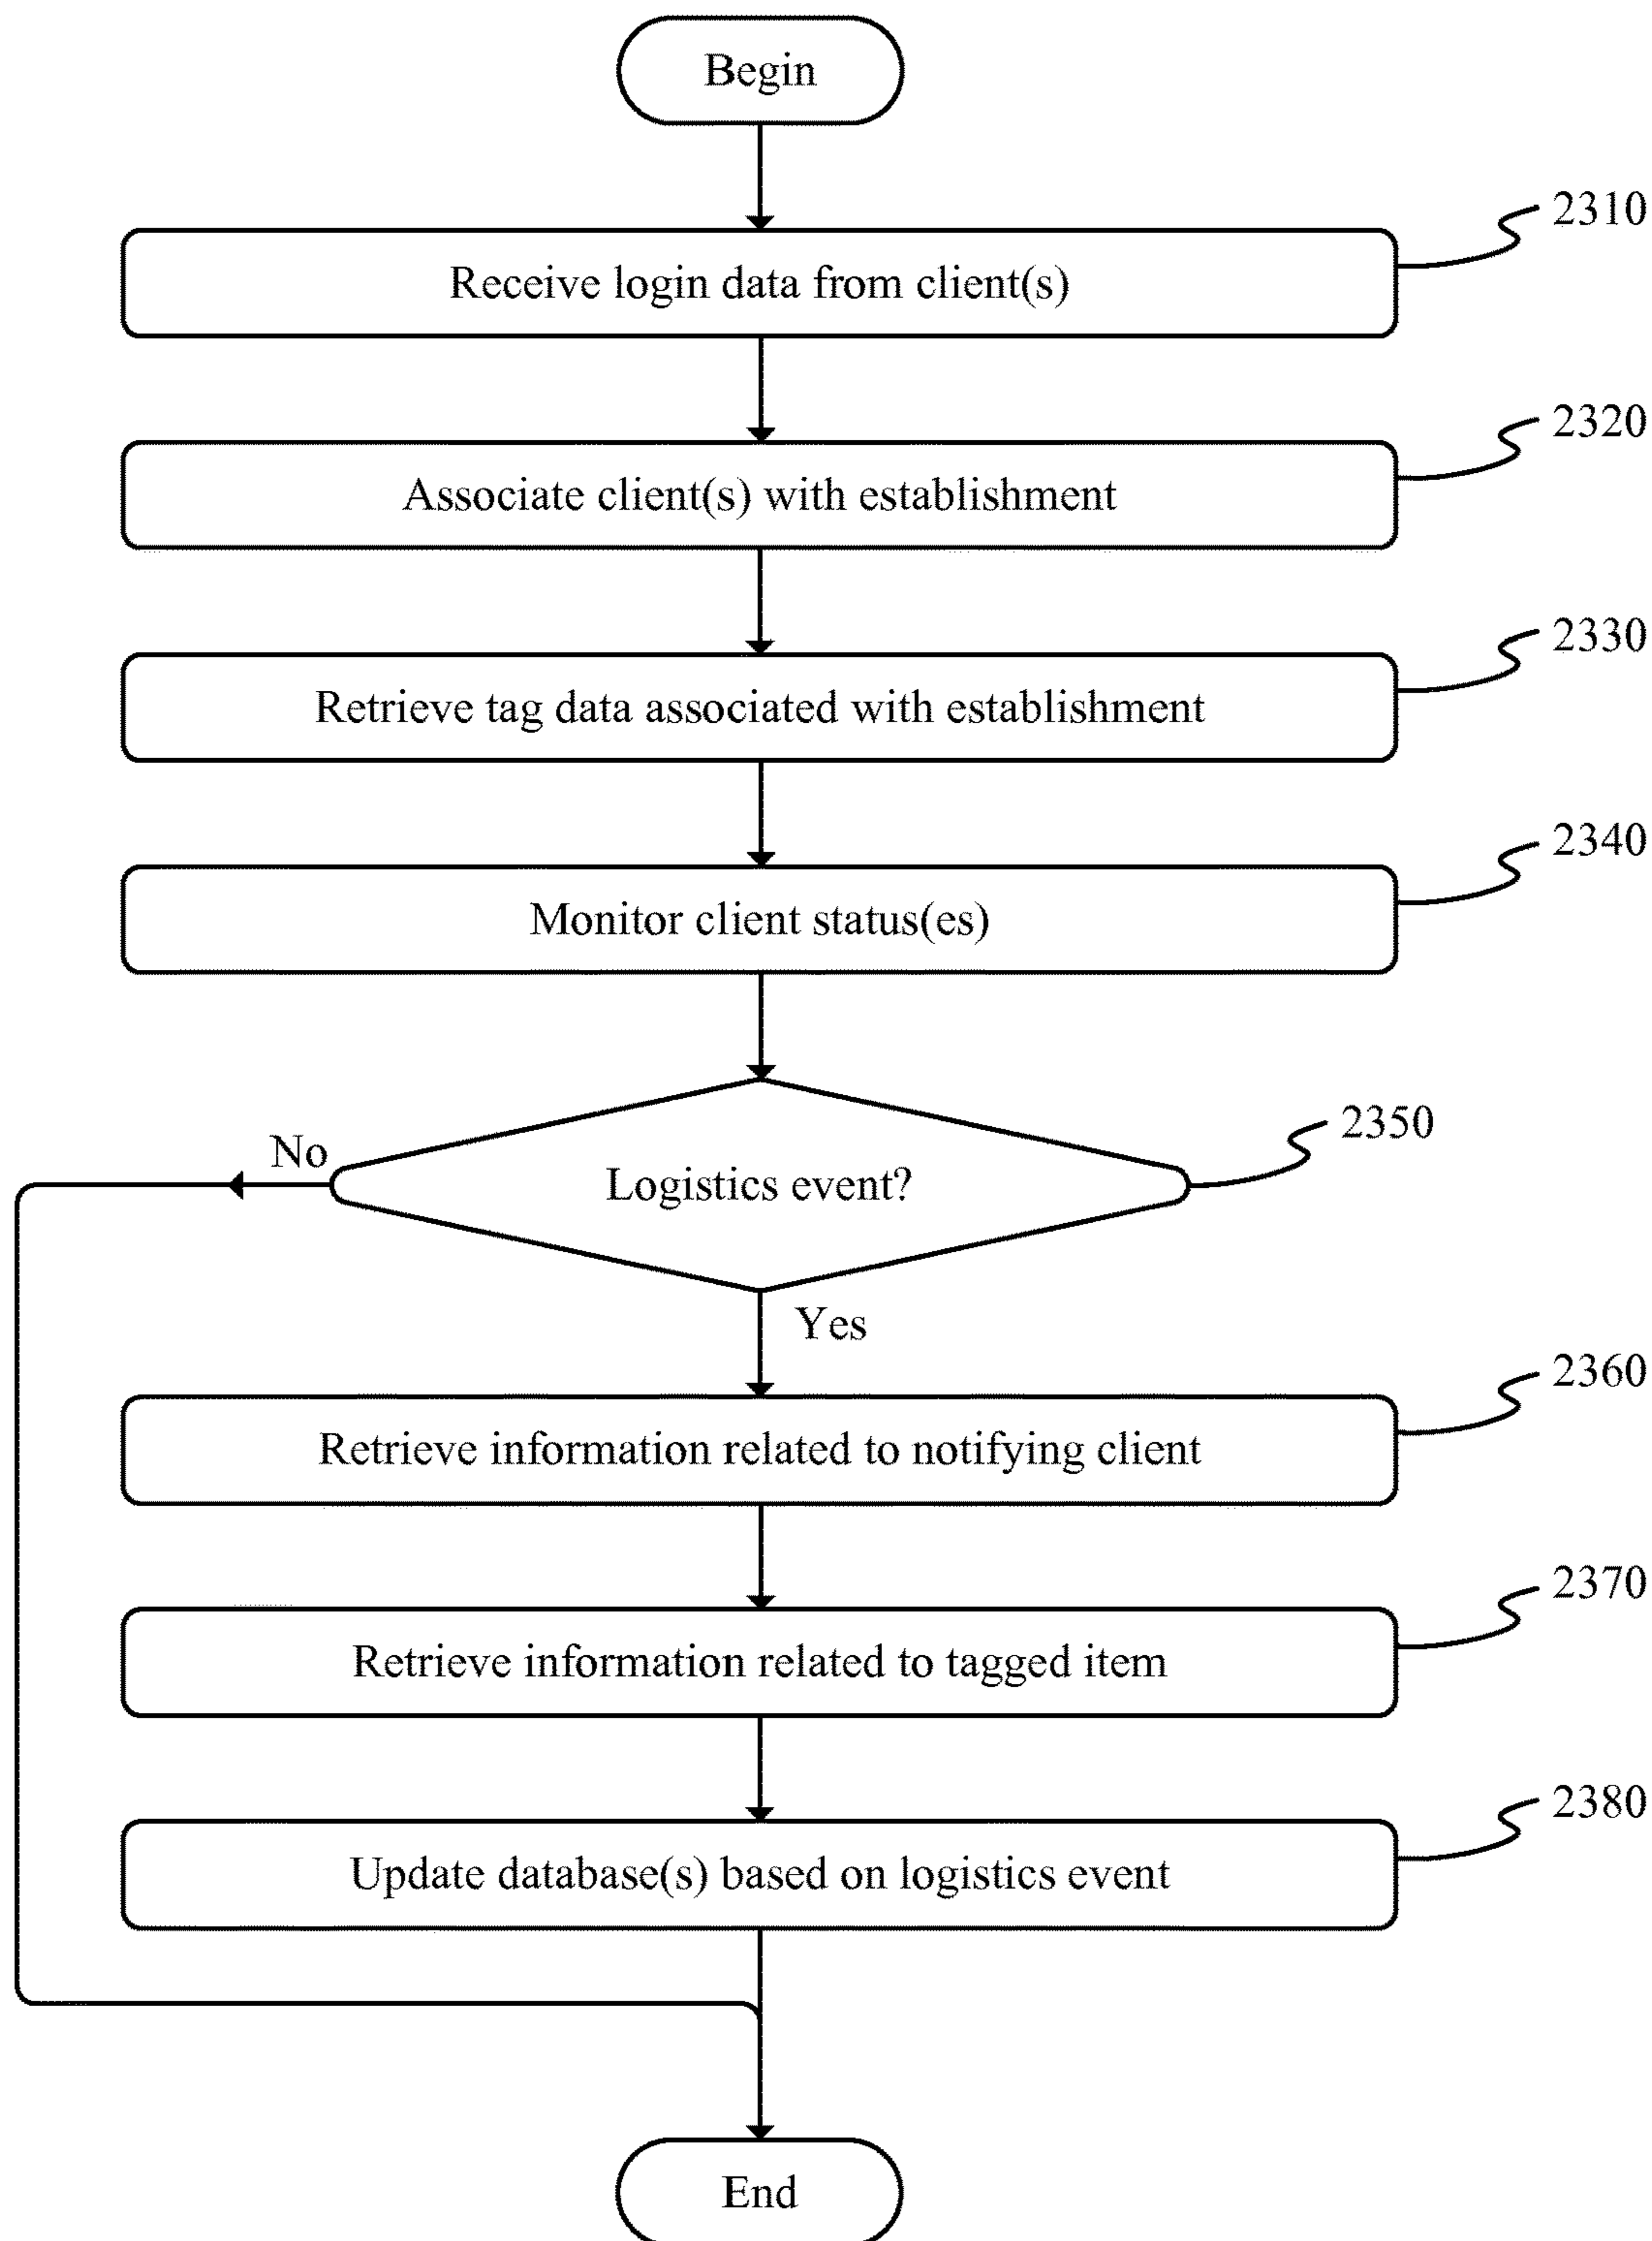 Begin
2310
Receive login data from client(s)
2320
Associate client(s) with establishment
2330
Retrieve tag data associated with establishment
2340
Monitor client status(es)
2350
No
Logistics event?
Yes
2360
Retrieve information related to notifying client
2370
Retrieve information related to tagged item
2380
Update database(s) based on logistics event
End